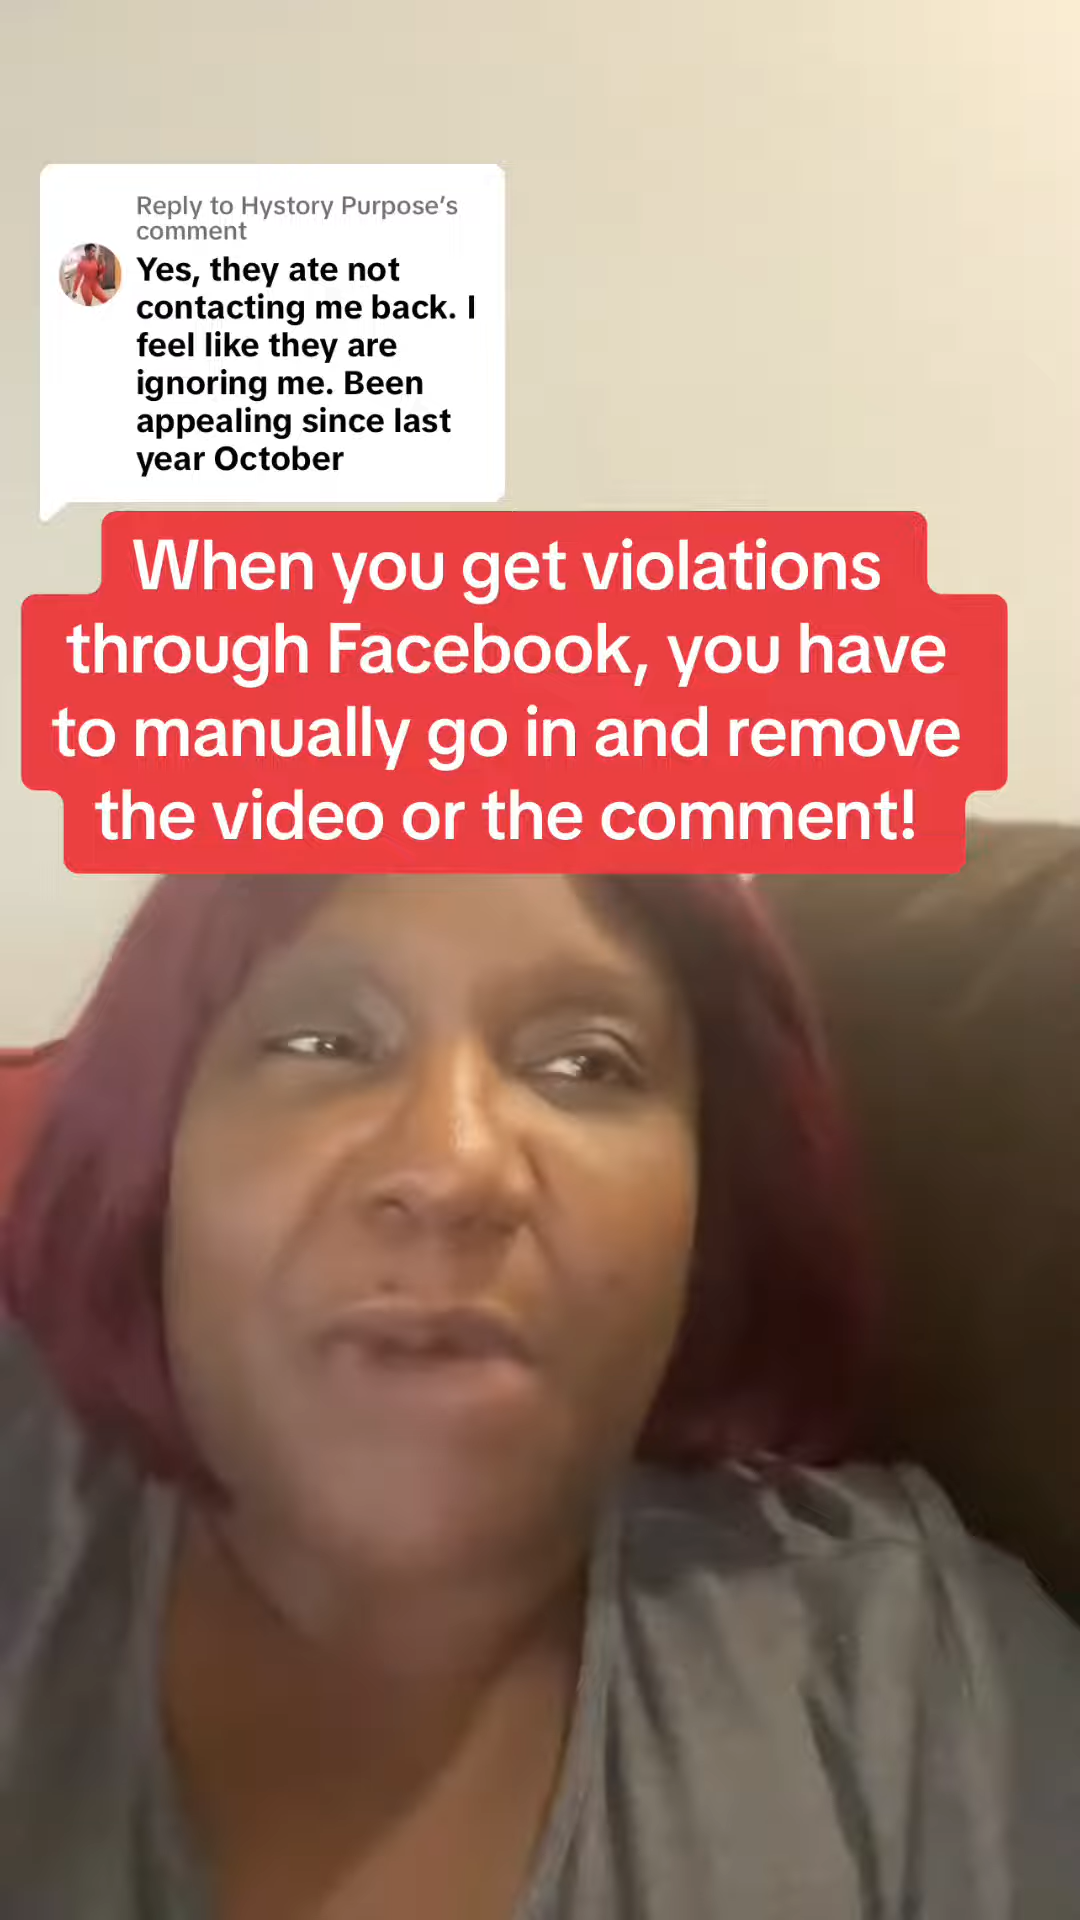 Reply to Hystory Purpose's
comment
Yes, they ate not
contacting me back. I
feel like they are
ignoring me. Been
appealing since last
year October
When you get violations
through Facebook, you have
to manually go in and remove
the video or the comment!